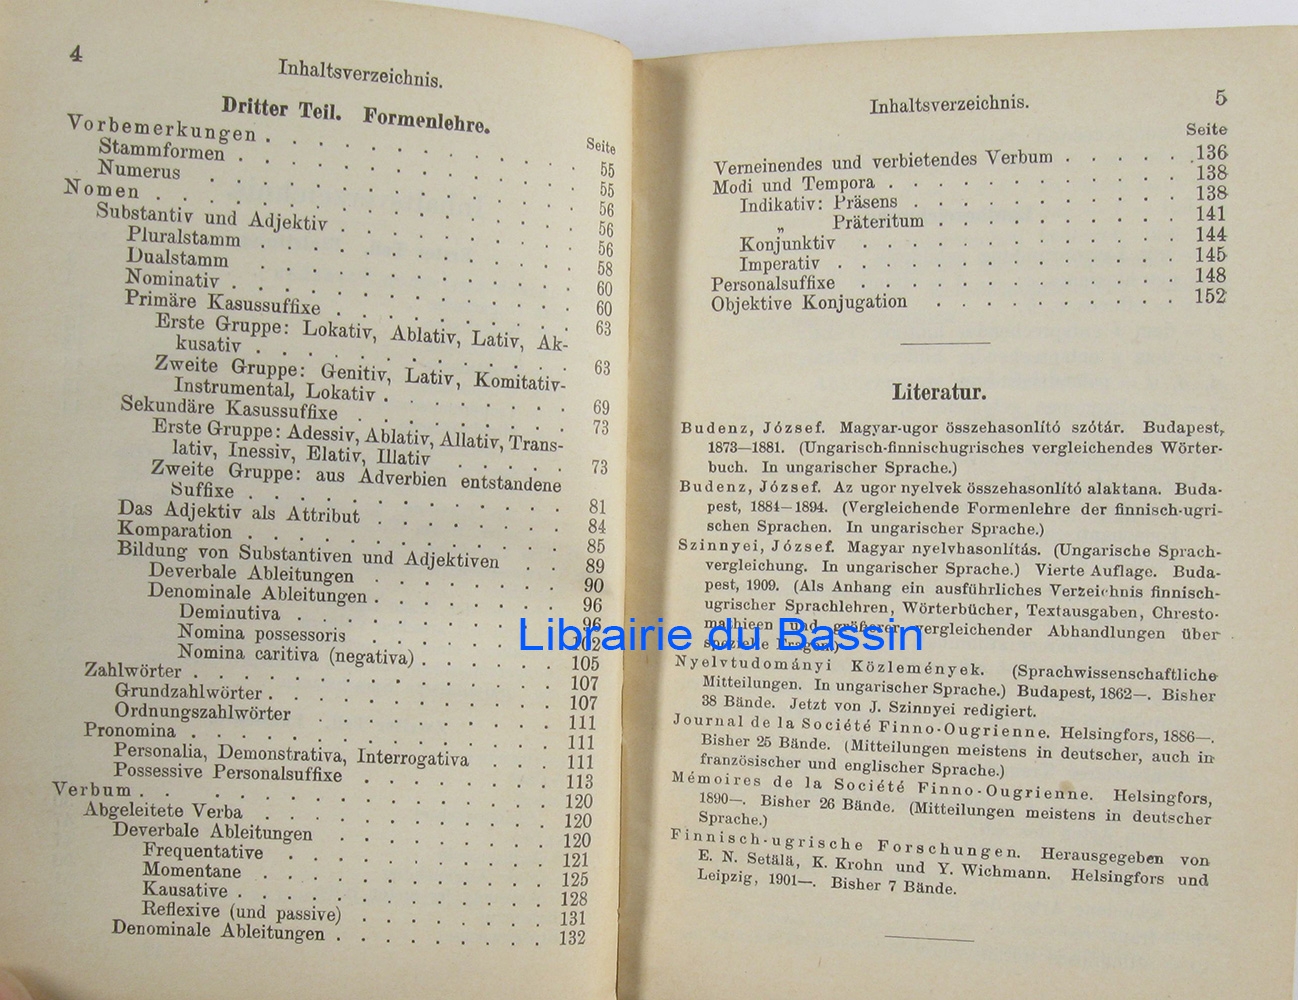 4
Inhaltsverzeichnis.
Dritter Teil. Formenlehre.
Seite
Vorbemerkungen . . . . . . . . . . . 55
Stammformen . . . . . . . . . . . 55
Numerus . . . . . . . . . . . 56
Nomen . . . . . . . . . . . 56
Substantiv und Adjektiv . . . . . . . . . 56
Pluralstamm . . . . . . . . . . 58
Dualstamm . . . . . . . . . . 60
Nominativ . . . . . . . . . . 60
Primäre Kasussuffixe . . . . . . . . 63
Erste Gruppe: Lokativ, Ablativ, Lativ, Ak-
kusativ . . . . . . . . . . 63
Zweite Gruppe: Genitiv, Lativ, Komitativ-
Instrumental, Lokativ . . . . . . . 69
Sekundäre Kasussuffixe . . . . . . . 73
Erste Gruppe: Adessiv, Ablativ, Allativ, Trans-
lativ, Inessiv, Elativ, Illativ . . . . . 73
Zweite Gruppe: aus Adverbien entstandene
Suffixe . . . . . . . . . . 81
Das Adjektiv als Attribut . . . . . . . 84
Komparation . . . . . . . . . . 85
Bildung von Substantiven und Adjektiven . . 89
Deverbale Ableitungen . . . . . . . 90
Denominale Ableitungen . . . . . . . 96
Deminutiva . . . . . . . . . 96
Nomina possessoris . . . . . . . 102
Nomina caritiva (negativa) . . . . . 105
Zahlwörter . . . . . . . . . . . 107
Grundzahlwörter . . . . . . . . . 107
Ordnungszahlwörter . . . . . . . . 111
Pronomina . . . . . . . . . . . 111
Personalia, Demonstrativa, Interrogativa . . . 111
Possessive Personalsuffixe . . . . . . . 113
Verbum . . . . . . . . . . . . 120
Abgeleitete Verba . . . . . . . . . 120
Deverbale Ableitungen . . . . . . . 120
Frequentative . . . . . . . . . 121
Momentane . . . . . . . . . 125
Kausative . . . . . . . . . . 128
Reflexive (und passive) . . . . . . 131
Denominale Ableitungen . . . . . . . 132
Inhaltsverzeichnis.
5
Seite
Verneinendes und verbietendes Verbum . . . . . 136
Modi und Tempora . . . . . . . . . . 138
Indikativ: Präsens . . . . . . . . . . 138
„ Präteritum . . . . . . . . . 141
Konjunktiv . . . . . . . . . . . 144
Imperativ . . . . . . . . . . . 145
Personalsuffixe . . . . . . . . . . . 148
Objektive Konjugation . . . . . . . . . 152
Literatur.
Budenz, József. Magyar-ugor összehasonlító szótár. Budapest,
1873—1881. (Ungarisch-finnischugrisches vergleichendes Wörter-
buch. In ungarischer Sprache.)
Budenz, József. Az ugor nyelvek összehasonlító alaktana. Buda-
pest, 1884—1894. (Vergleichende Formenlehre der finnisch-ugri-
schen Sprachen. In ungarischer Sprache.)
Szinnyei, József. Magyar nyelvhasonlítás. (Ungarische Sprach-
vergleichung. In ungarischer Sprache.) Vierte Auflage. Buda-
pest, 1909. (Als Anhang ein ausführliches Verzeichnis finnisch-
ugrischer Sprachlehren, Wörterbücher, Textausgaben, Chresto-
mathieen und größerer vergleichender Abhandlungen über
spezielle Fragen.)
Nyelvtudományi Közlemények. (Sprachwissenschaftliche
Mitteilungen. In ungarischer Sprache.) Budapest, 1862—. Bisher
38 Bände. Jetzt von J. Szinnyei redigiert.
Journal de la Société Finno-Ougrienne. Helsingfors, 1886—.
Bisher 25 Bände. (Mitteilungen meistens in deutscher, auch in
französischer und englischer Sprache.)
Mémoires de la Société Finno-Ougrienne. Helsingfors,
1890—. Bisher 26 Bände. (Mitteilungen meistens in deutscher
Sprache.)
Finnisch-ugrische Forschungen. Herausgegeben von
E. N. Setälä, K. Krohn und Y. Wichmann. Helsingfors und
Leipzig, 1901—. Bisher 7 Bände.
Librairie du Bassin